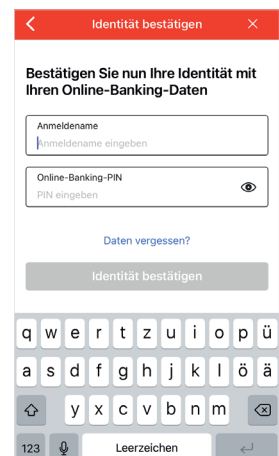 Identität bestätigen
Bestätigen Sie nun Ihre Identität mit
Ihren Online-Banking-Daten
Anmeldename
Anmeldename eingeben
Online-Banking-PIN
PIN eingeben
Daten vergessen?
Identität bestätigen
q w e r t z u i o p ü
a s d f g h j k l ö ä
y x c v b n m
123 Leerzeichen